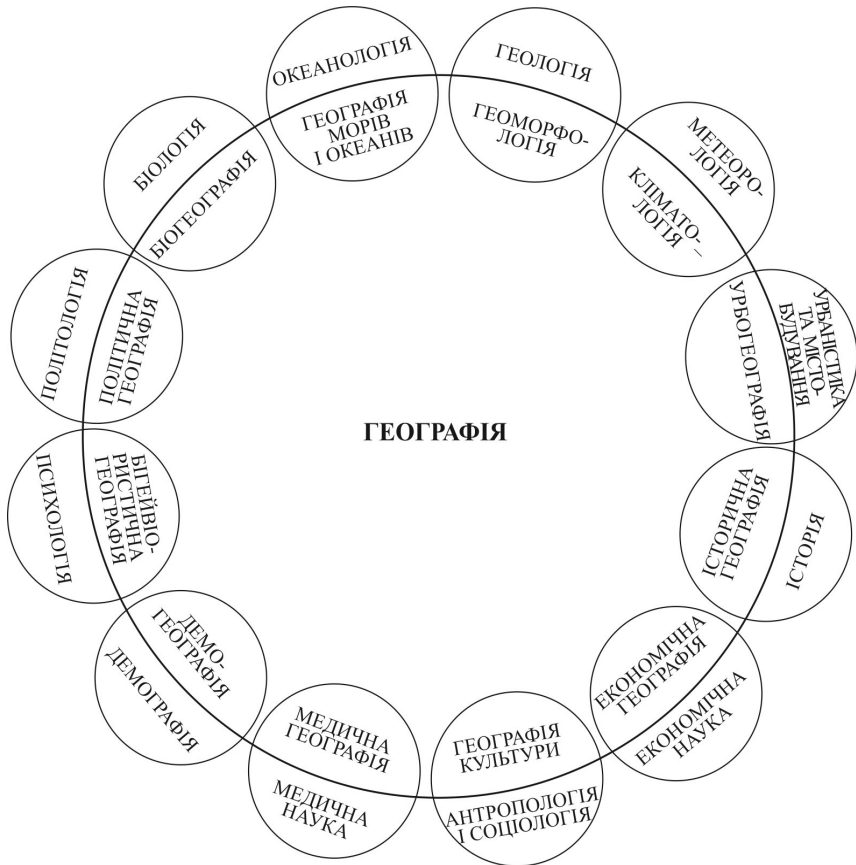 ОКЕАНОЛОГІЯ
ГЕОГРАФІЯ
МОРІВ
І ОКЕАНІВ
ГЕОЛОГІЯ
ГЕОМОРФО-
ЛОГІЯ
МЕТЕОРО-
ЛОГІЯ
КЛІМАТО-
ЛОГІЯ
УРБАНІСТИКА
ТА МІСТО-
БУДУВАННЯ
УРБОГЕОГРАФІЯ
ІСТОРИЧНА
ГЕОГРАФІЯ
ІСТОРІЯ
ЕКОНОМІЧНА
ГЕОГРАФІЯ
ЕКОНОМІЧНА
НАУКА
ГЕОГРАФІЯ
КУЛЬТУРИ
АНТРОПОЛОГІЯ
І СОЦІОЛОГІЯ
МЕДИЧНА
ГЕОГРАФІЯ
МЕДИЧНА
НАУКА
ДЕМО-
ГЕОГРАФІЯ
ДЕМОГРАФІЯ
БІГЕЙВІО-
РИСТИЧНА
ГЕОГРАФІЯ
ПСИХОЛОГІЯ
ПОЛІТОЛОГІЯ
ПОЛІТИЧНА
ГЕОГРАФІЯ
БІОЛОГІЯ
БІОГЕОГРАФІЯ
ГЕОГРАФІЯ